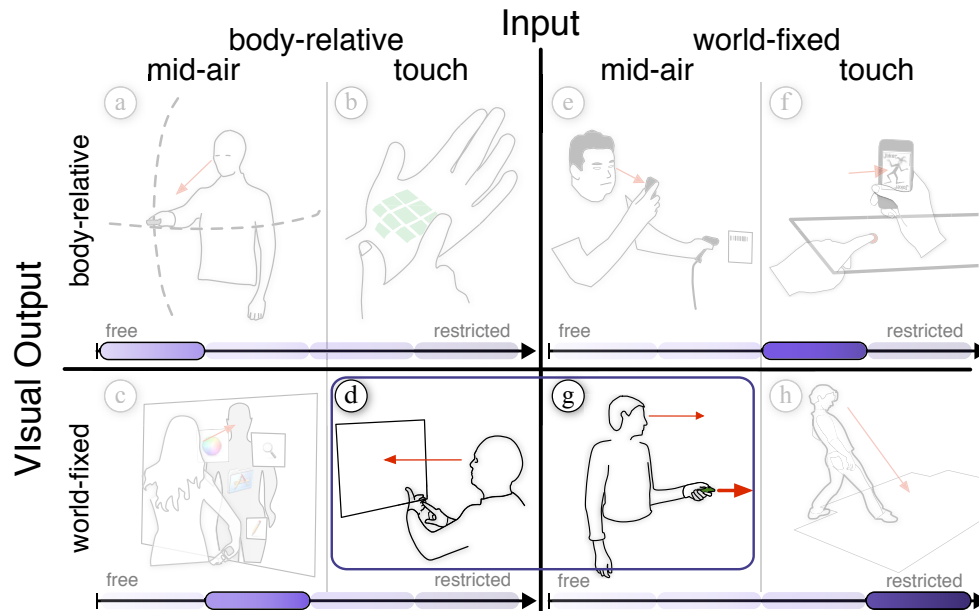 Input
body-relative
world-fixed
mid-air
touch
mid-air
touch
VIsual Output
body-relative
a
b
e
f
free
restricted
free
restricted
world-fixed
c
d
g
h
free
restricted
free
restricted